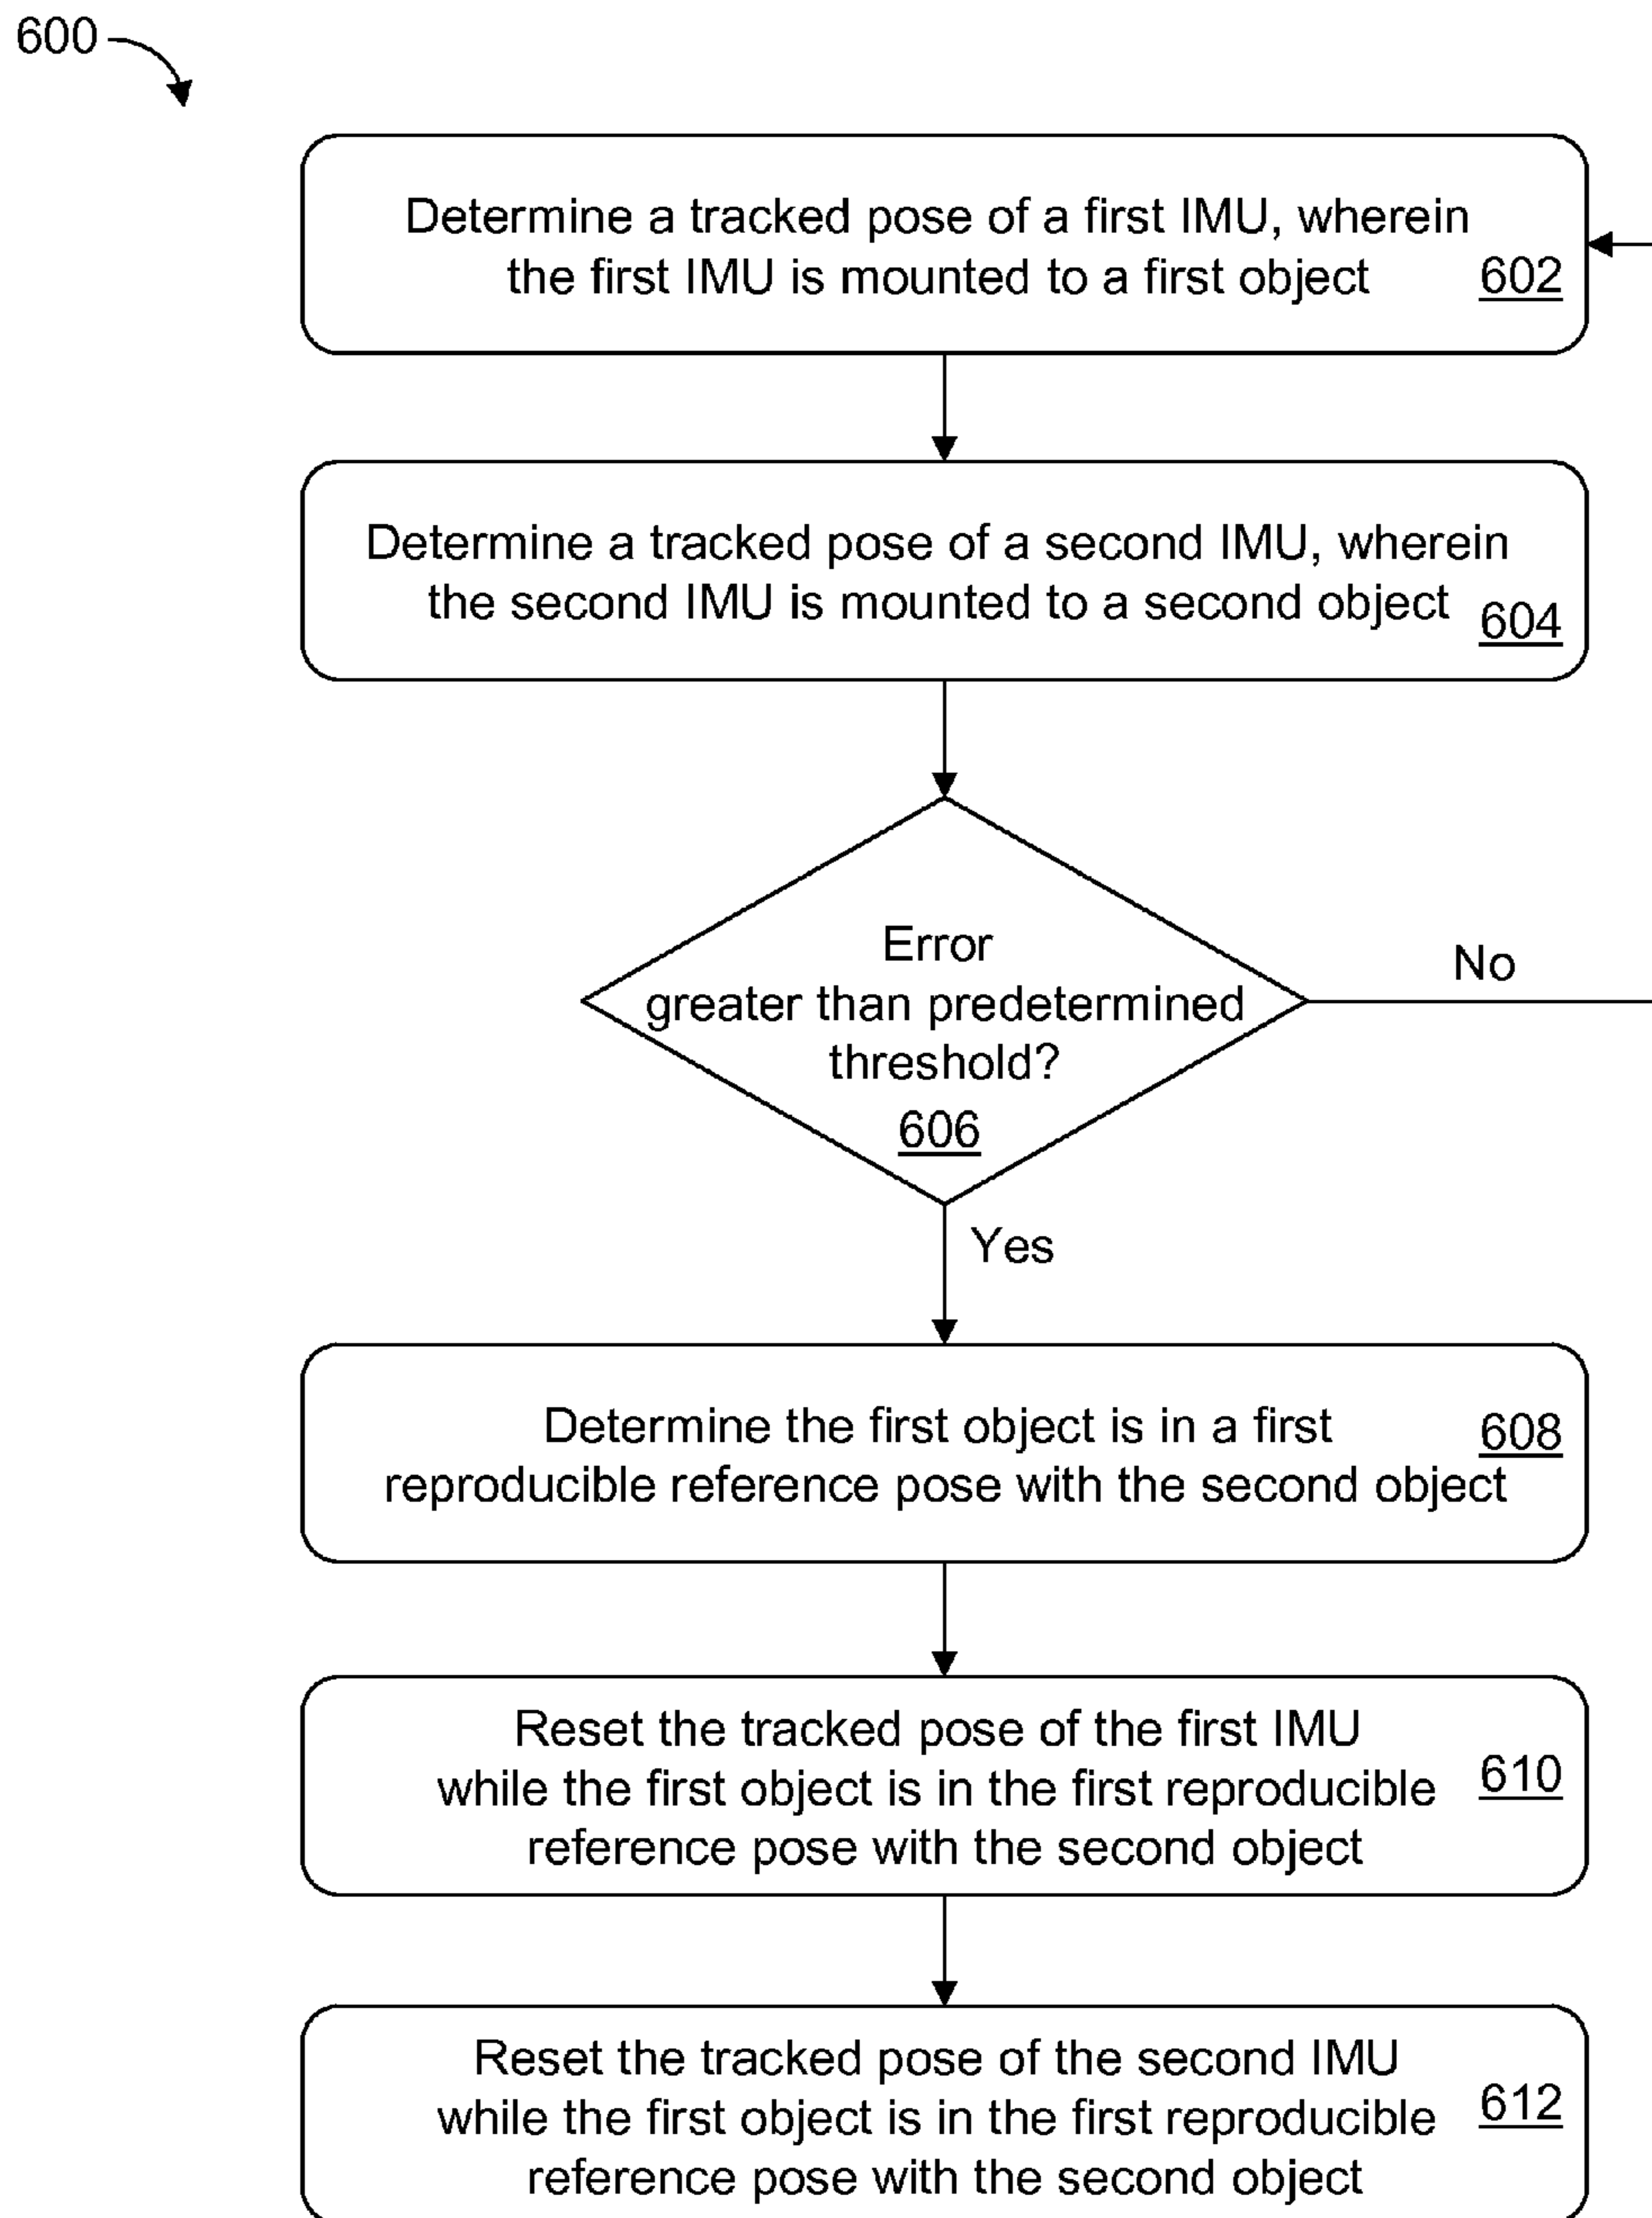 600
Determine a tracked pose of a first IMU, wherein
the first IMU is mounted to a first object
602
Determine a tracked pose of a second IMU, wherein
the second IMU is mounted to a second object
604
Error
greater than predetermined
threshold?
606
No
Yes
Determine the first object is in a first
reproducible reference pose with the second object
608
Reset the tracked pose of the first IMU
while the first object is in the first reproducible
reference pose with the second object
610
Reset the tracked pose of the second IMU
while the first object is in the first reproducible
reference pose with the second object
612